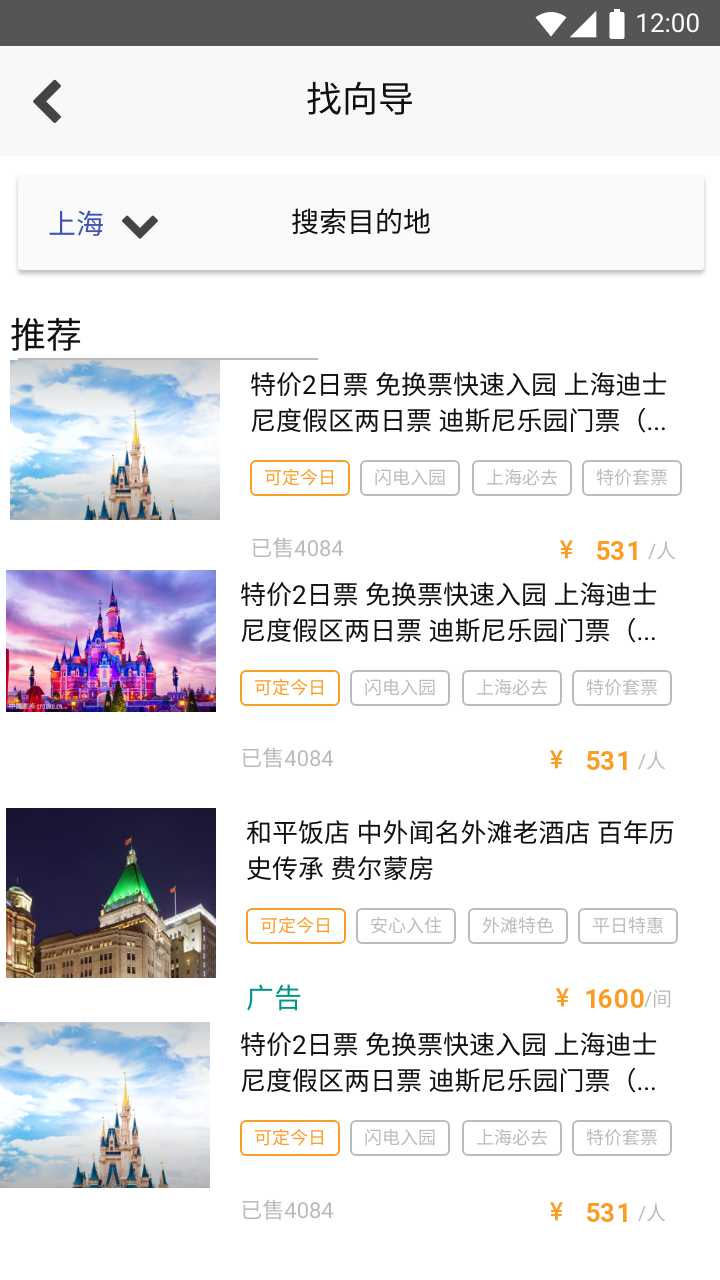 12:00
找向导
上海 搜索目的地
推荐
特价2日票 免换票快速入园 上海迪士
尼度假区两日票 迪斯尼乐园门票（...
可定今日 闪电入园 上海必去 特价套票
已售4084 ¥ 531 /人
特价2日票 免换票快速入园 上海迪士
尼度假区两日票 迪斯尼乐园门票（...
可定今日 闪电入园 上海必去 特价套票
已售4084 ¥ 531 /人
和平饭店 中外闻名外滩老酒店 百年历
史传承 费尔蒙房
可定今日 安心入住 外滩特色 平日特惠
广告 ¥ 1600/间
特价2日票 免换票快速入园 上海迪士
尼度假区两日票 迪斯尼乐园门票（...
可定今日 闪电入园 上海必去 特价套票
已售4084 ¥ 531 /人